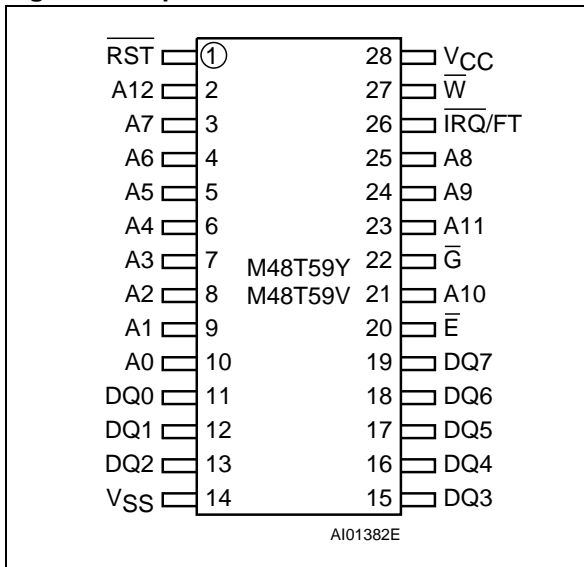 RST 1 28 VCC
A12 2 27 W
A7 3 26 IRQ/FT
A6 4 25 A8
A5 5 24 A9
A4 6 23 A11
A3 7 M48T59Y 22 G
A2 8 M48T59V 21 A10
A1 9 20 E
A0 10 19 DQ7
DQ0 11 18 DQ6
DQ1 12 17 DQ5
DQ2 13 16 DQ4
VSS 14 15 DQ3
AI01382E